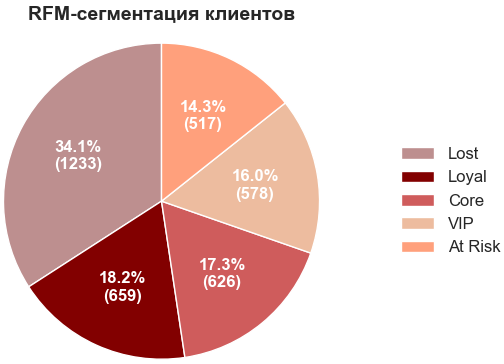 RFM-сегментация клиентов
14.3%
(517)
34.1%
(1233)
16.0%
(578)
17.3%
(626)
18.2%
(659)
Lost
Loyal
Core
VIP
At Risk